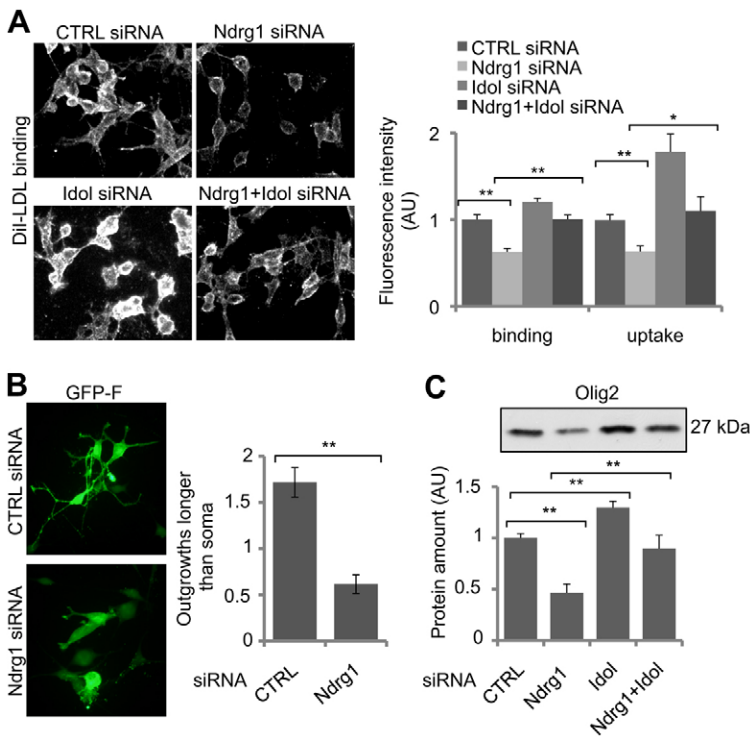 A
CTRL siRNA
Ndrg1 siRNA
Idol siRNA
Ndrg1+Idol siRNA
DiI-LDL binding
CTRL siRNA
Ndrg1 siRNA
Idol siRNA
Ndrg1+Idol siRNA
Fluorescence intensity
(AU)
2
1
0
**
**
**
*
binding
uptake
B
GFP-F
CTRL siRNA
Ndrg1 siRNA
Outgrowths longer
than soma
2
1.5
1
0.5
0
**
siRNA
CTRL
Ndrg1
C
Olig2
27 kDa
Protein amount (AU)
1.5
1
0.5
0
**
**
**
siRNA
CTRL
Ndrg1
Idol
Ndrg1+Idol